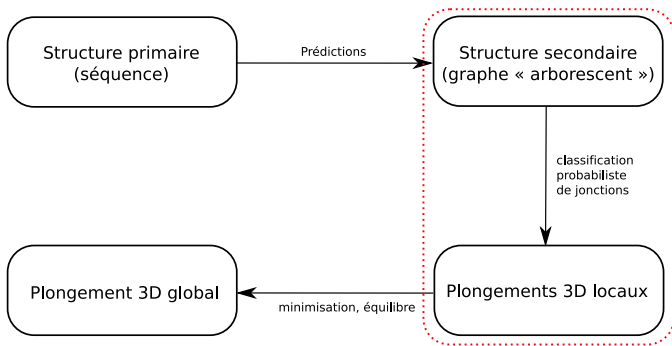 Structure primaire
(séquence)
Prédictions
Structure secondaire
(graphe « arborescent »)
classification
probabiliste
de jonctions
Plongement 3D global
minimisation, équilibre
Plongements 3D locaux